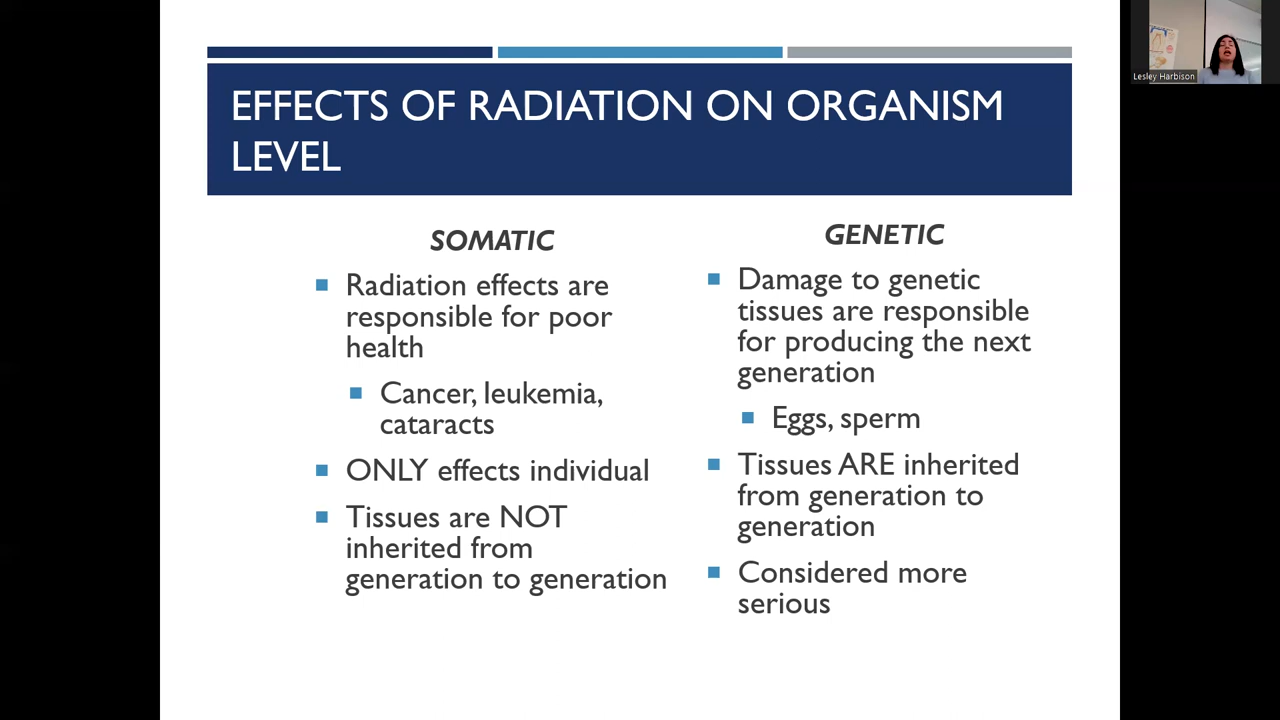 EFFECTS OF RADIATION ON ORGANISM
LEVEL
SOMATIC
Radiation effects are
responsible for poor
health
Cancer, leukemia,
cataracts
ONLY effects individual
Tissues are NOT
inherited from
generation to generation
GENETIC
Damage to genetic
tissues are responsible
for producing the next
generation
Eggs, sperm
Tissues ARE inherited
from generation to
generation
Considered more
serious
Lesley Harbison